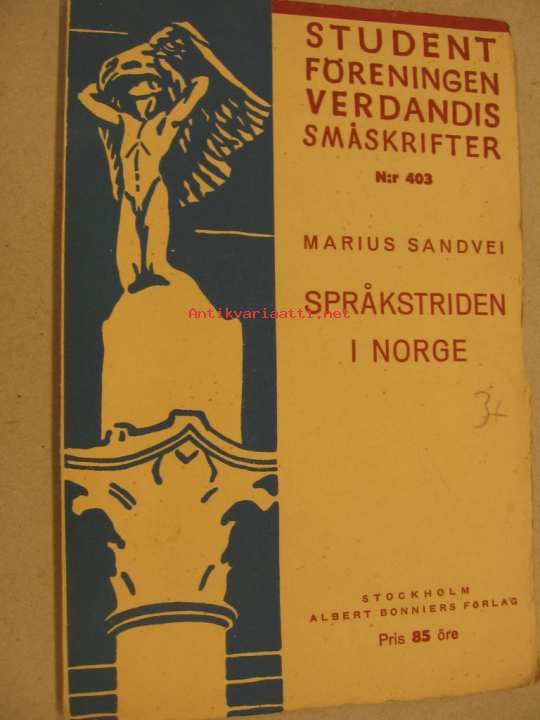 STUDENT
FÖRENINGEN
VERDANDIS
SMÅSKRIFTER
N:r 403
MARIUS SANDVEI
Antikvariaatti.net
SPRÅKSTRIDEN
I NORGE
STOCKHOLM
ALBERT BONNIERS FÖRLAG
Pris 85 öre